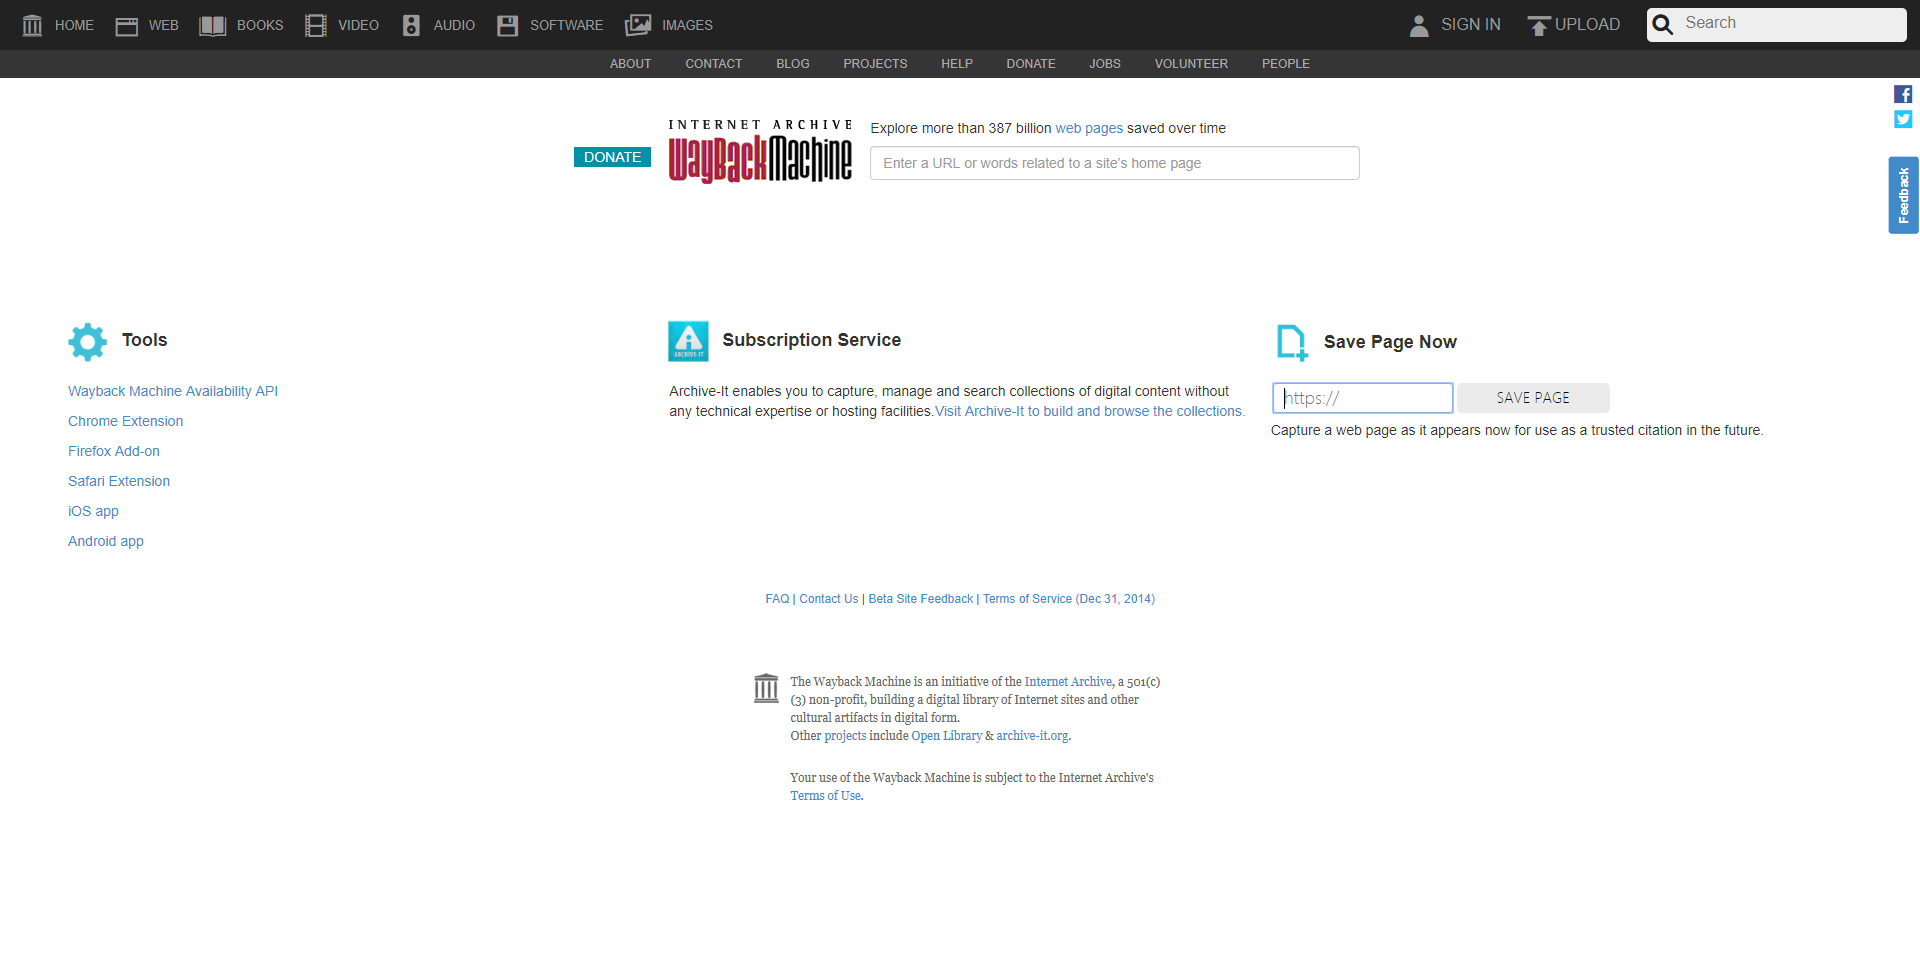 HOME WEB BOOKS VIDEO AUDIO SOFTWARE IMAGES SIGN IN UPLOAD Search
ABOUT CONTACT BLOG PROJECTS HELP DONATE JOBS VOLUNTEER PEOPLE
DONATE
INTERNET ARCHIVE
WayBackMachine
Explore more than 387 billion web pages saved over time
Enter a URL or words related to a site's home page
Feedback
Tools
Wayback Machine Availability API
Chrome Extension
Firefox Add-on
Safari Extension
iOS app
Android app
ARCHIVE-IT
Subscription Service
Archive-It enables you to capture, manage and search collections of digital content without
any technical expertise or hosting facilities.Visit Archive-It to build and browse the collections.
Save Page Now
https:// SAVE PAGE
Capture a web page as it appears now for use as a trusted citation in the future.
FAQ | Contact Us | Beta Site Feedback | Terms of Service (Dec 31, 2014)
The Wayback Machine is an initiative of the Internet Archive, a 501(c)
(3) non-profit, building a digital library of Internet sites and other
cultural artifacts in digital form.
Other projects include Open Library & archive-it.org.
Your use of the Wayback Machine is subject to the Internet Archive's
Terms of Use.